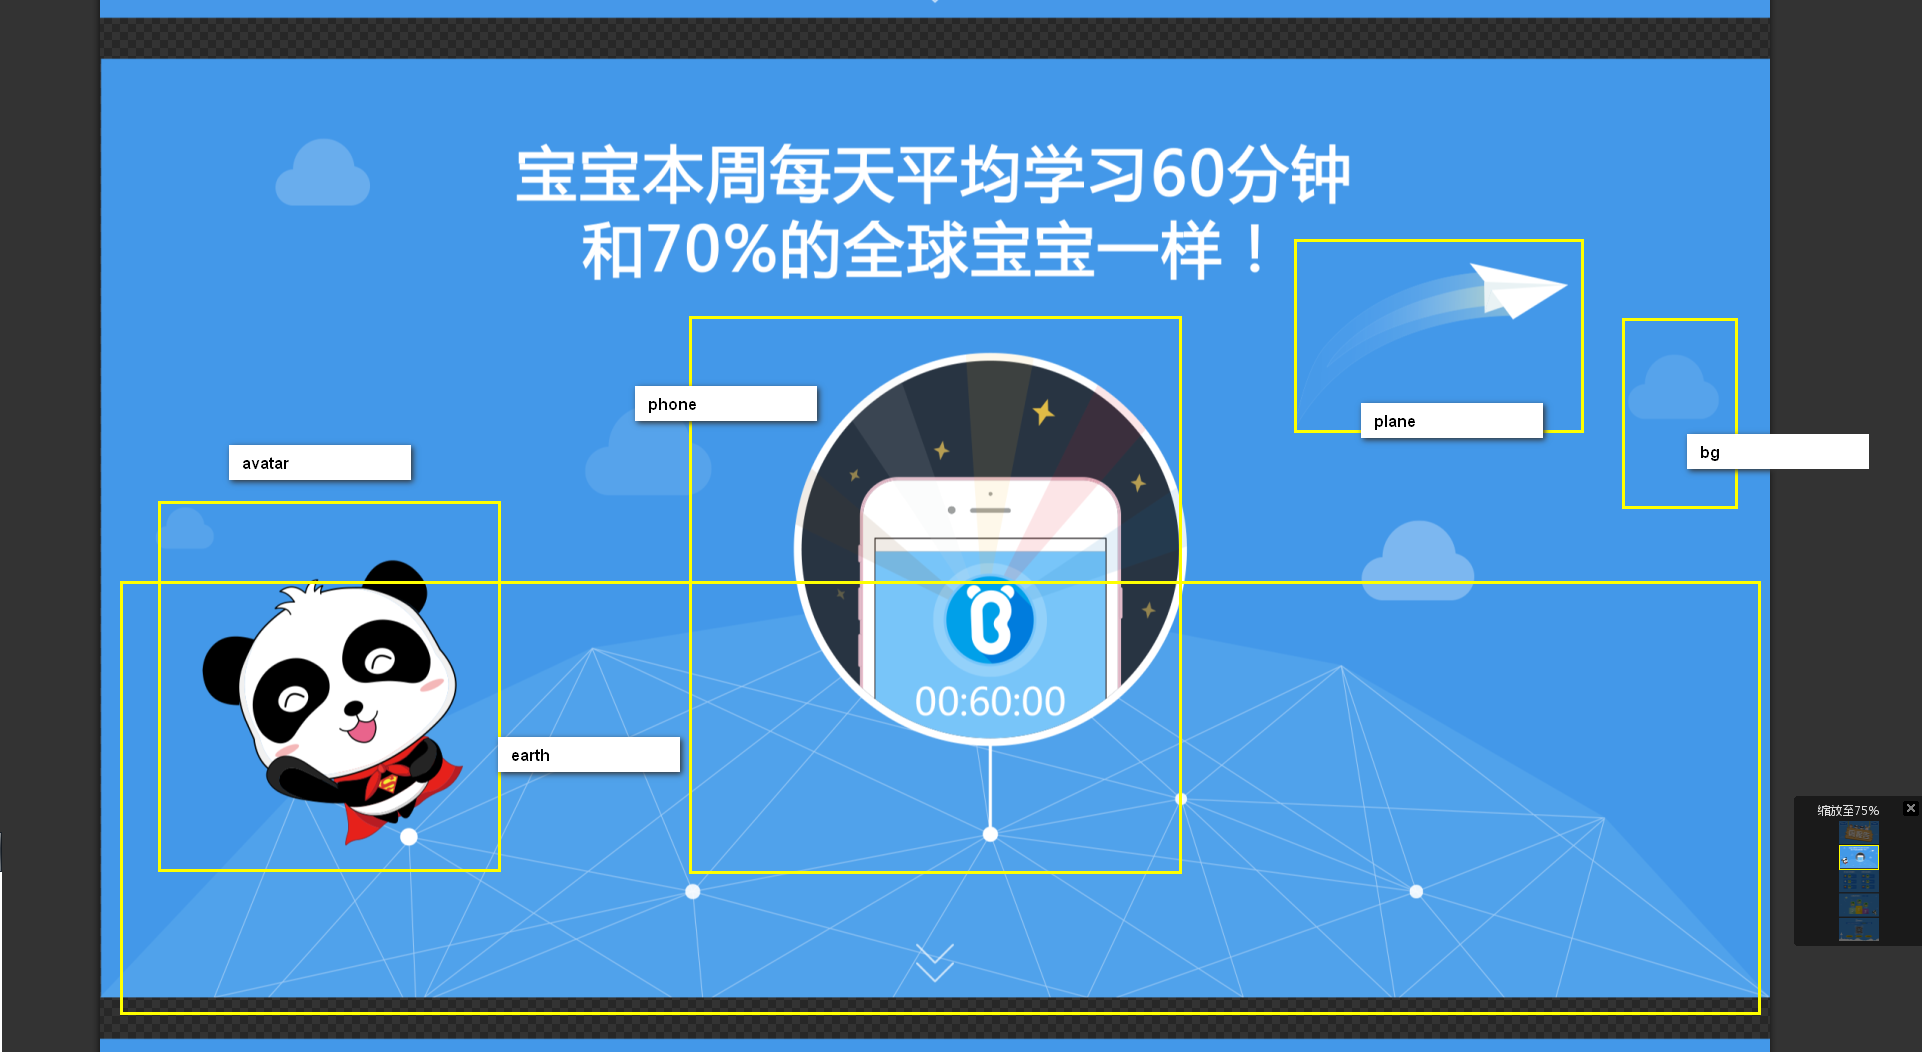 宝宝本周每天平均学习60分钟
和70%的全球宝宝一样！
phone
plane
bg
avatar
00:60:00
earth
缩放至75%